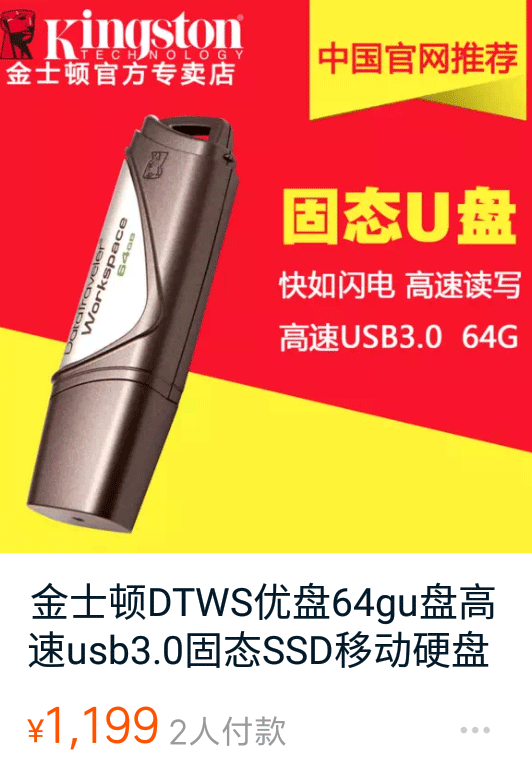 Kingston
TECHNOLOGY
金士顿官方专卖店
中国官网推荐
固态U盘
快如闪电 高速读写
高速USB3.0 64G
DataTraveler
Workspace
64GB
金士顿DTWS优盘64gu盘高
速usb3.0固态SSD移动硬盘
¥1,199 2人付款